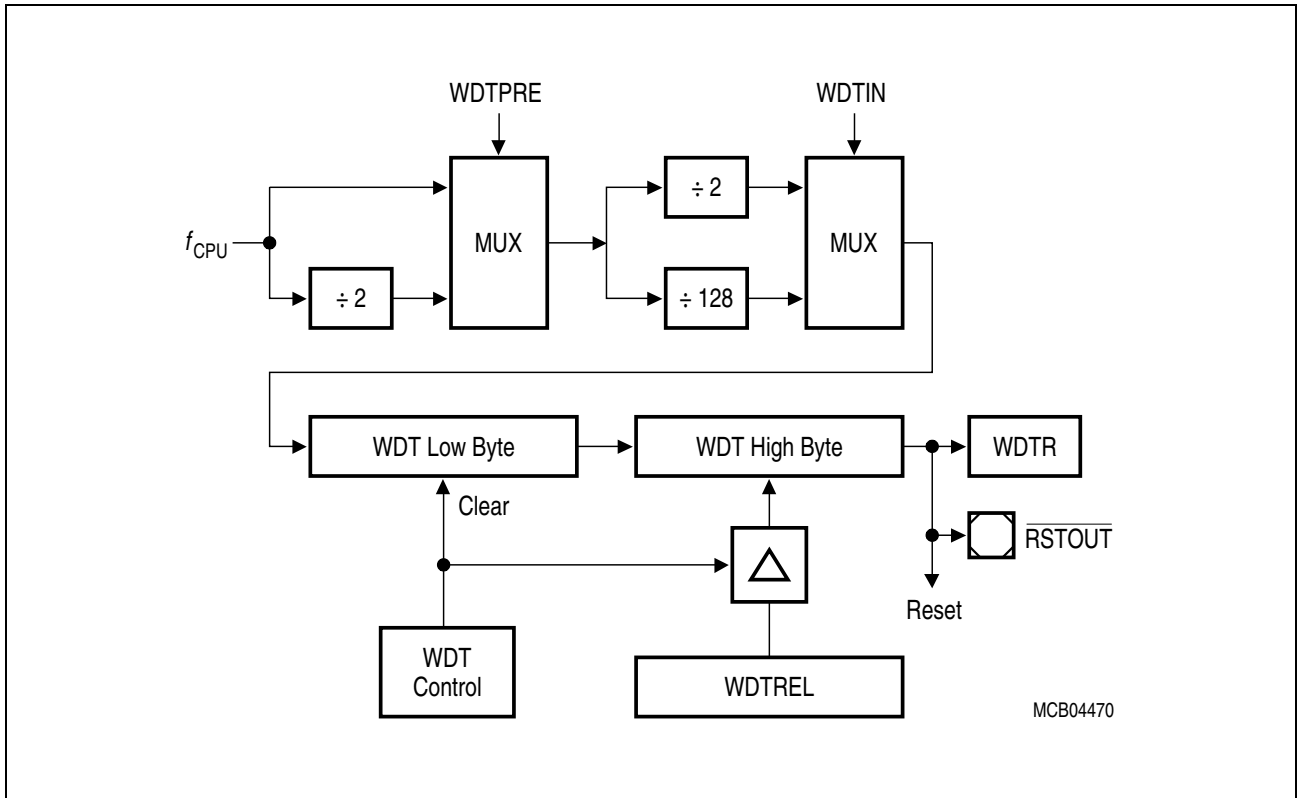 WDTPRE
WDTIN
÷ 2
f CPU
MUX
MUX
÷ 2
÷ 128
WDT Low Byte
WDT High Byte
WDTR
Clear
RSTOUT
Reset
WDT
Control
WDTREL
MCB04470